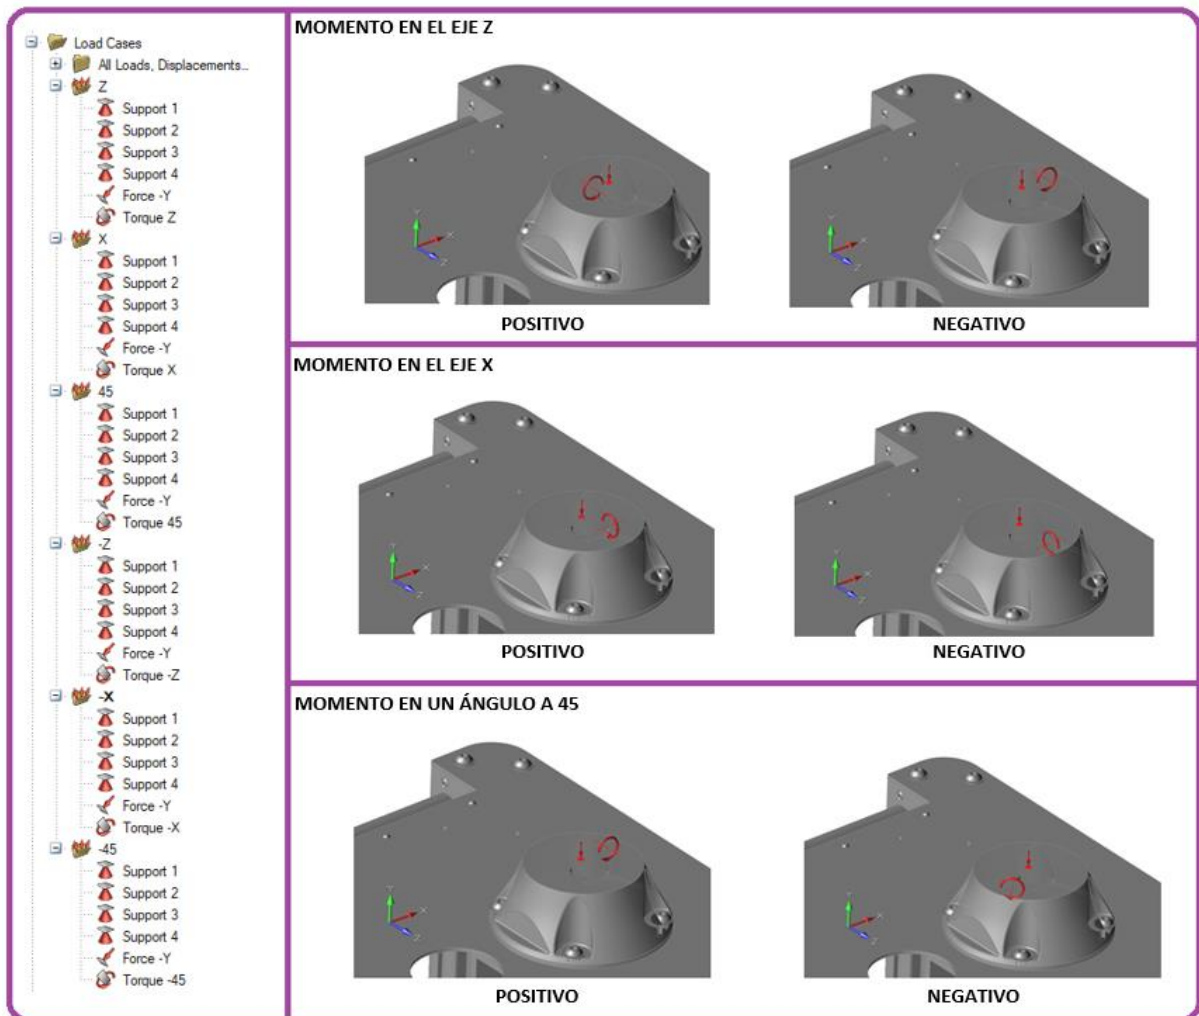 Load Cases
All Loads, Displacements...
Z
Support 1
Support 2
Support 3
Support 4
Force -Y
Torque Z
X
Support 1
Support 2
Support 3
Support 4
Force -Y
Torque X
45
Support 1
Support 2
Support 3
Support 4
Force -Y
Torque 45
-Z
Support 1
Support 2
Support 3
Support 4
Force -Y
Torque -Z
-X
Support 1
Support 2
Support 3
Support 4
Force -Y
Torque -X
-45
Support 1
Support 2
Support 3
Support 4
Force -Y
Torque -45
MOMENTO EN EL EJE Z
Y
X
Z
Y
X
Z
POSITIVO
NEGATIVO
MOMENTO EN EL EJE X
Y
X
Z
Y
X
Z
POSITIVO
NEGATIVO
MOMENTO EN UN ÁNGULO A 45
Y
X
Z
Y
X
Z
POSITIVO
NEGATIVO